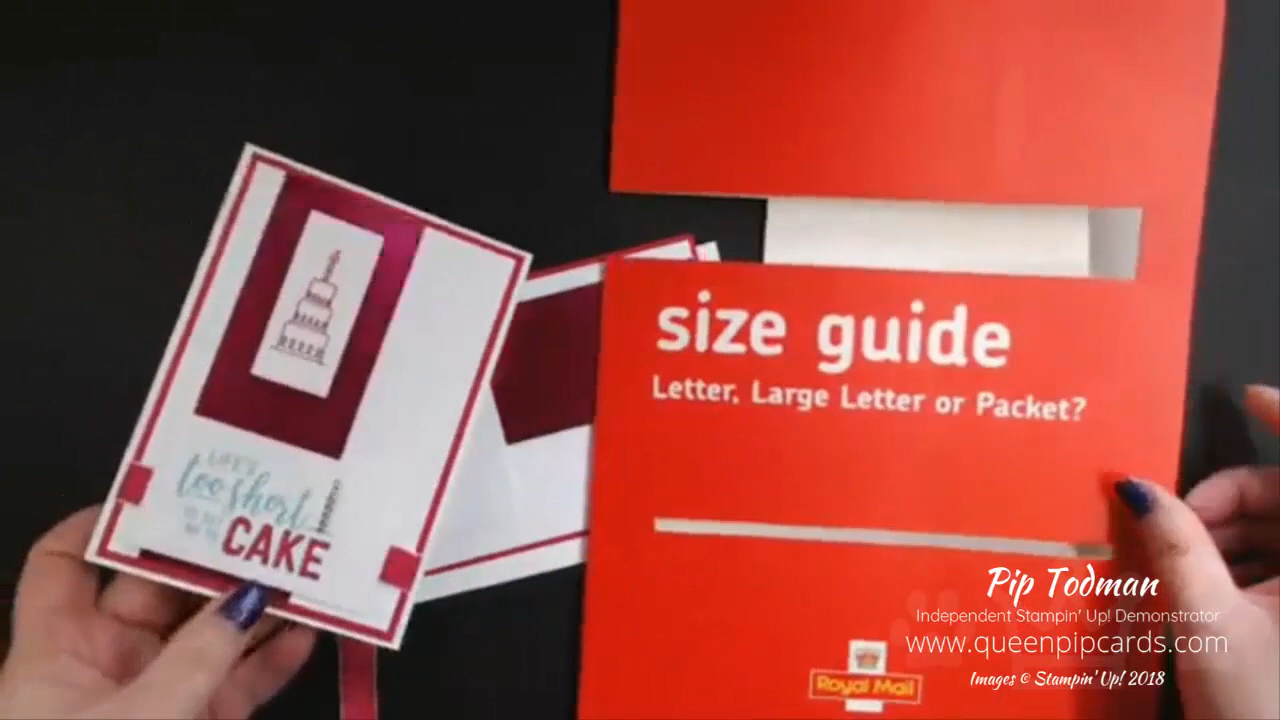 LIFE'S
too short
CAKE
size guide
Letter, Large Letter or Packet?
Royal Mail
Pip Todman
Independent Stampin' Up! Demonstrator
www.queenpipcards.com
Images © Stampin' Up! 2018